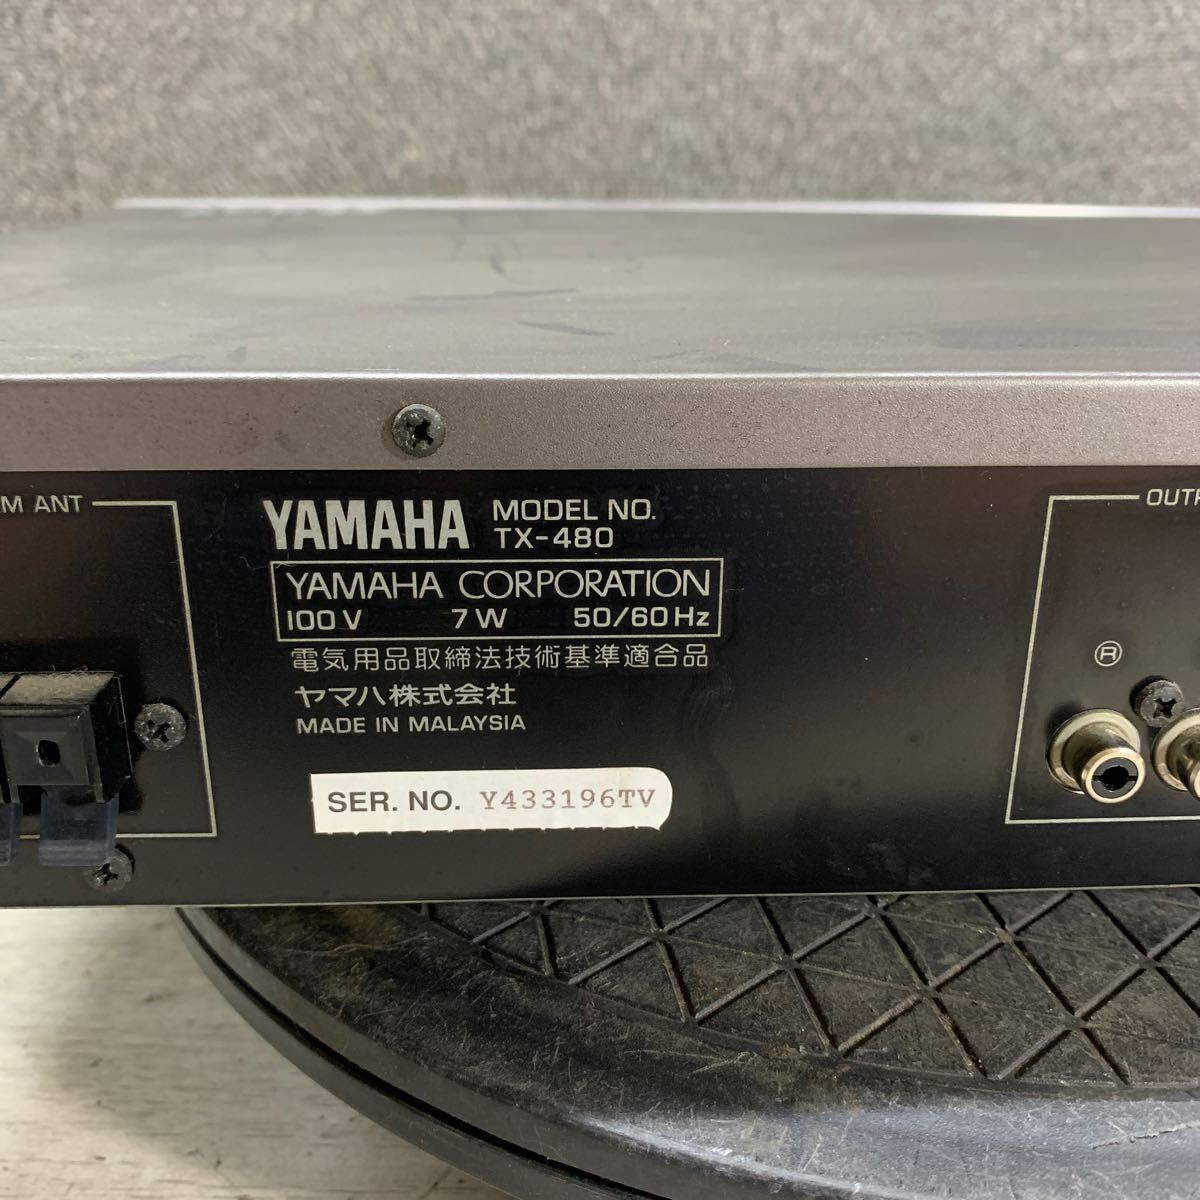 M ANT
YAMAHA MODEL NO.
TX-480
YAMAHA CORPORATION
100V 7W 50/60Hz
電気用品取締法技術基準適合品
ヤマハ株式会社
MADE IN MALAYSIA
SER. NO. Y433196TV
OUTP
R